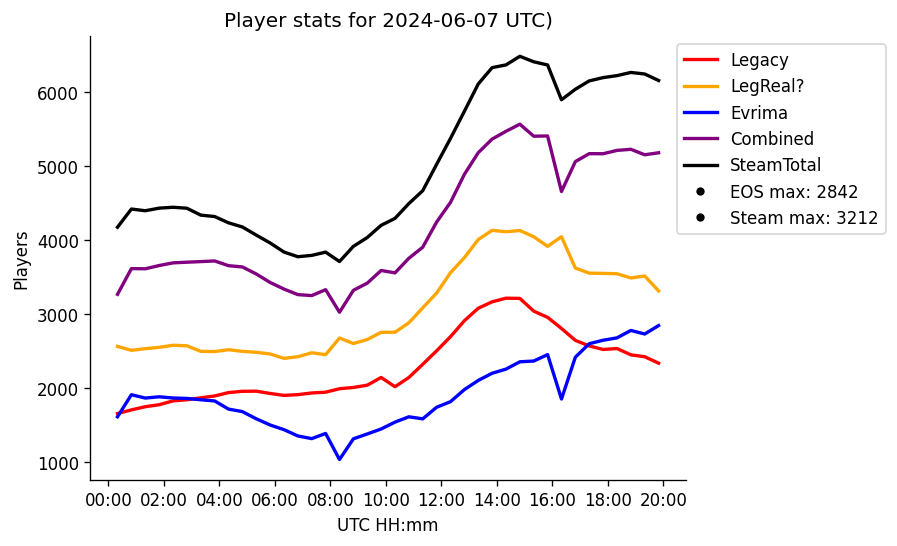 Player stats for 2024-06-07 UTC)
Legacy
LegReal?
Evrima
Combined
SteamTotal
EOS max: 2842
Steam max: 3212
Players
6000
5000
4000
3000
2000
1000
00:00 02:00 04:00 06:00 08:00 10:00 12:00 14:00 16:00 18:00 20:00
UTC HH:mm